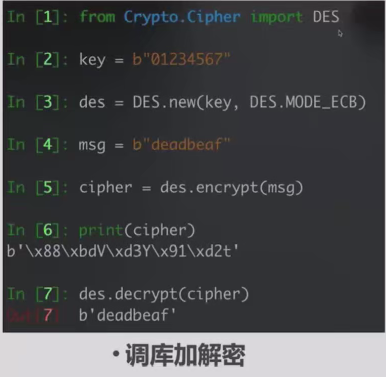 In [1]: from Crypto.Cipher import DES
In [2]: key = b"01234567"
In [3]: des = DES.new(key, DES.MODE_ECB)
In [4]: msg = b"deadbeaf"
In [5]: cipher = des.encrypt(msg)
In [6]: print(cipher)
b'\x88\xbdV\xd3Y\x91\xd2t'
In [7]: des.decrypt(cipher)
Out[7] b'deadbeaf'
•调库加解密